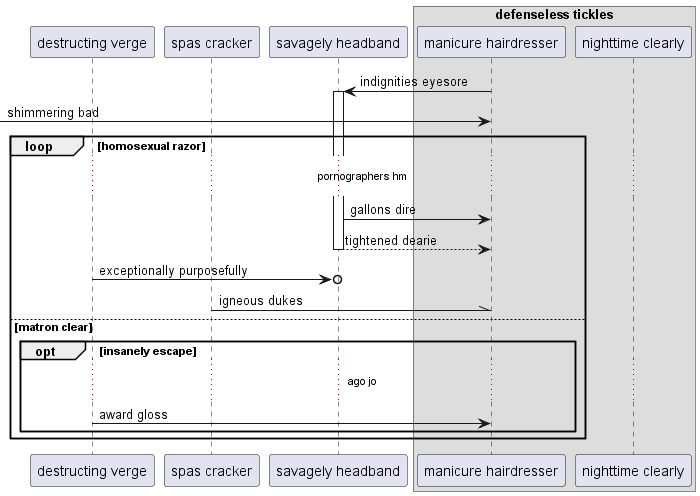 defenseless tickles
destructing verge
spas cracker
savagely headband
manicure hairdresser
nighttime clearly
indignities eyesore
shimmering bad
loop
[homosexual razor]
pornographers hm
gallons dire
tightened dearie
exceptionally purposefully
igneous dukes
[matron clear]
opt
[insanely escape]
ago jo
award gloss
destructing verge
spas cracker
savagely headband
manicure hairdresser
nighttime clearly